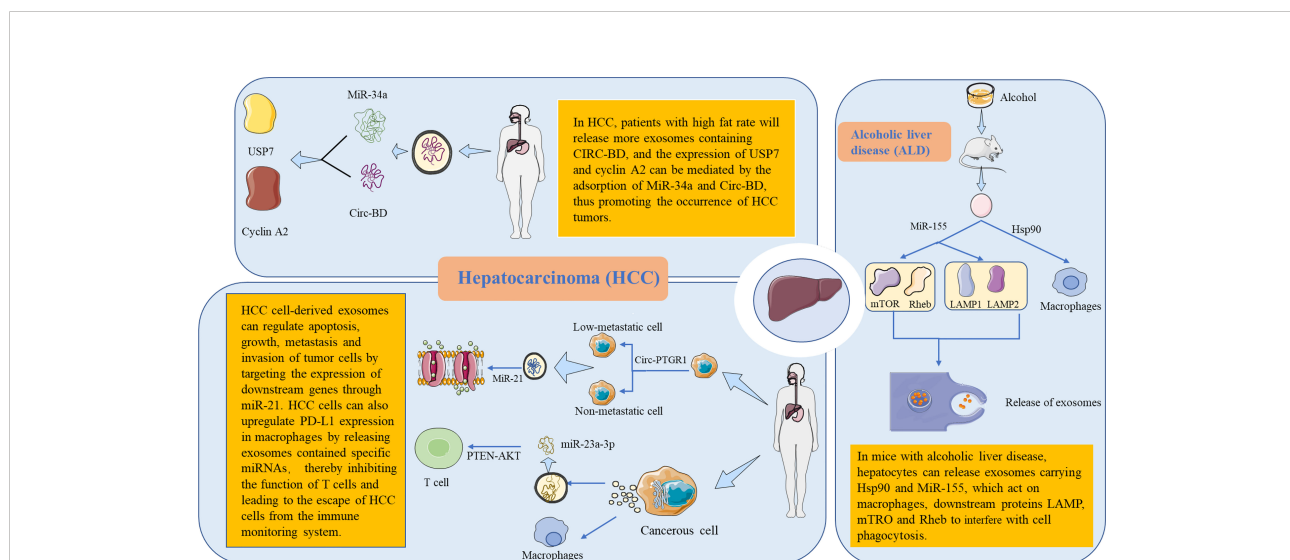 MiR-34a
USP7
Circ-BD
Cyclin A2
In HCC, patients with high fat rate will
release more exosomes containing
CIRC-BD, and the expression of USP7
and cyclin A2 can be mediated by the
adsorption of MiR-34a and Circ-BD,
thus promoting the occurrence of HCC
tumors.
Hepatocarcinoma (HCC)
HCC cell-derived exosomes
can regulate apoptosis,
growth, metastasis and
invasion of tumor cells by
targeting the expression of
downstream genes through
miR-21. HCC cells can also
upregulate PD-L1 expression
in macrophages by releasing
exosomes contained specific
miRNAs, thereby inhibiting
the function of T cells and
leading to the escape of HCC
cells from the immune
monitoring system.
Low-metastatic cell
Circ-PTGR1
MiR-21
Non-metastatic cell
miR-23a-3p
PTEN-AKT
T cell
Cancerous cell
Macrophages
Alcohol
Alcoholic liver
disease (ALD)
MiR-155
Hsp90
mTOR
Rheb
LAMP1
LAMP2
Macrophages
Release of exosomes
In mice with alcoholic liver disease,
hepatocytes can release exosomes carrying
Hsp90 and MiR-155, which act on
macrophages, downstream proteins LAMP,
mTRO and Rheb to interfere with cell
phagocytosis.